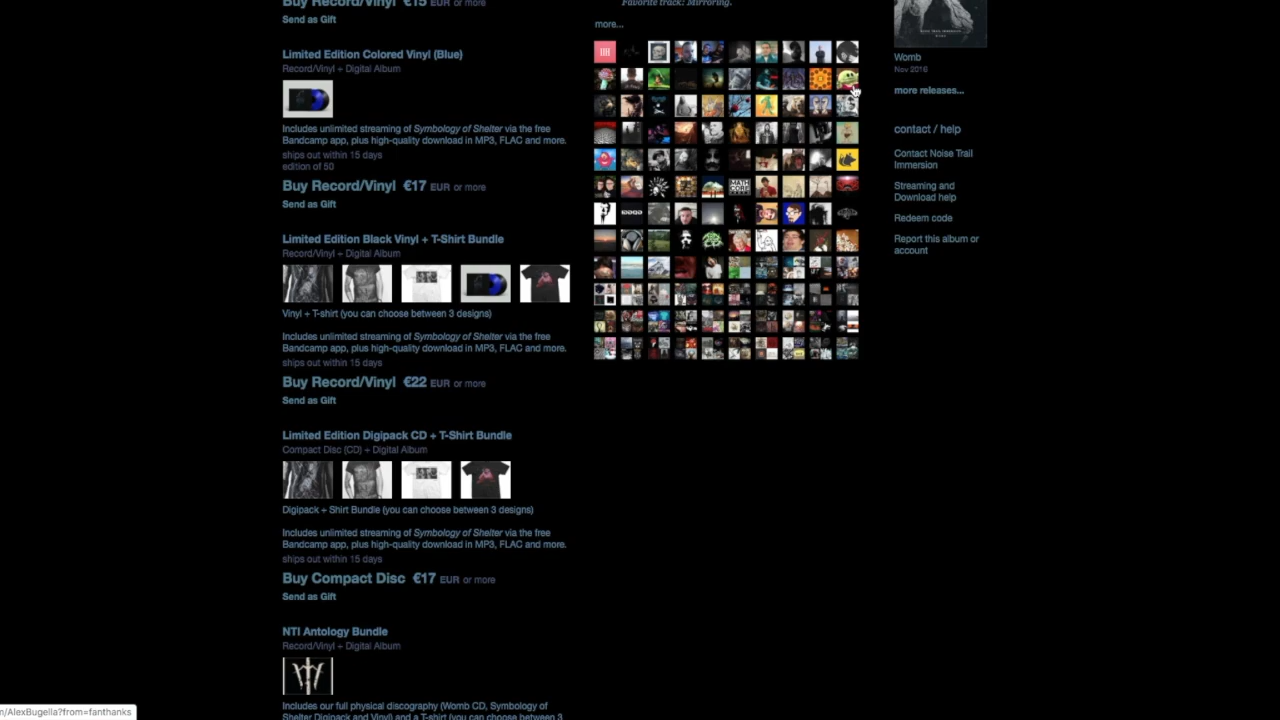 Buy Record/Vinyl €15 EUR or more
Send as Gift
Limited Edition Colored Vinyl (Blue)
Record/Vinyl + Digital Album
Includes unlimited streaming of Symbology of Shelter via the free
Bandcamp app, plus high-quality download in MP3, FLAC and more.
ships out within 15 days
edition of 50
Buy Record/Vinyl €17 EUR or more
Send as Gift
Limited Edition Black Vinyl + T-Shirt Bundle
Record/Vinyl + Digital Album
Vinyl + T-shirt (you can choose between 3 designs)
Includes unlimited streaming of Symbology of Shelter via the free
Bandcamp app, plus high-quality download in MP3, FLAC and more.
ships out within 15 days
Buy Record/Vinyl €22 EUR or more
Send as Gift
Limited Edition Digipack CD + T-Shirt Bundle
Compact Disc (CD) + Digital Album
Digipack + Shirt Bundle (you can choose between 3 designs)
Includes unlimited streaming of Symbology of Shelter via the free
Bandcamp app, plus high-quality download in MP3, FLAC and more.
ships out within 15 days
Buy Compact Disc €17 EUR or more
Send as Gift
NTI Antology Bundle
Record/Vinyl + Digital Album
Includes our full physical discography (Womb CD, Symbology of
Shelter Digipack and Vinyl) and a T-shirt (you can choose between 3
Favorite track: Mirroring.
more...
MATH
CORE
Womb
Nov 2016
more releases...
contact / help
Contact Noise Trail
Immersion
Streaming and
Download help
Redeem code
Report this album or
account
m/AlexBugella?from=fanthanks